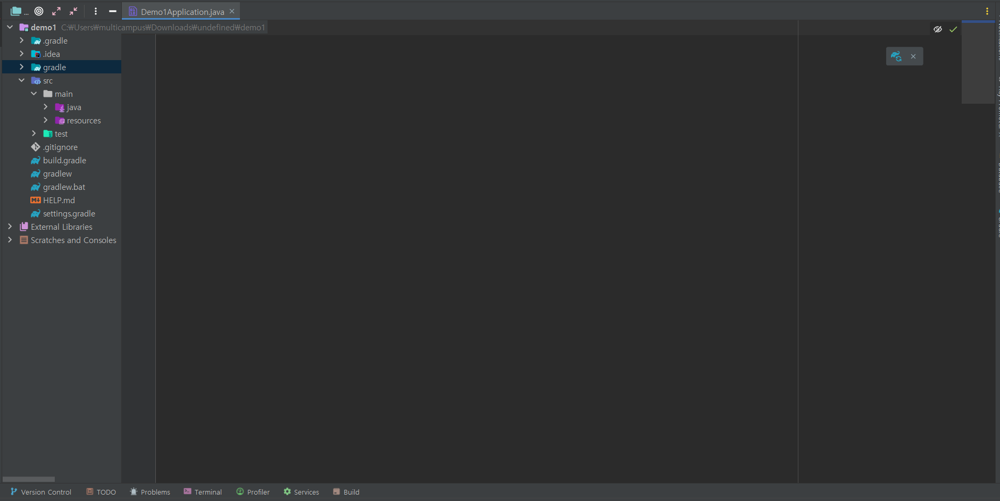 ...
Demo1Application.java
demo1 C:₩Users₩multicampus₩Downloads₩undefined₩demo1
.gradle
.idea
gradle
src
main
java
resources
test
.gitignore
build.gradle
gradlew
gradlew.bat
HELP.md
settings.gradle
External Libraries
Scratches and Consoles
Version Control
TODO
Problems
Terminal
Profiler
Services
Build